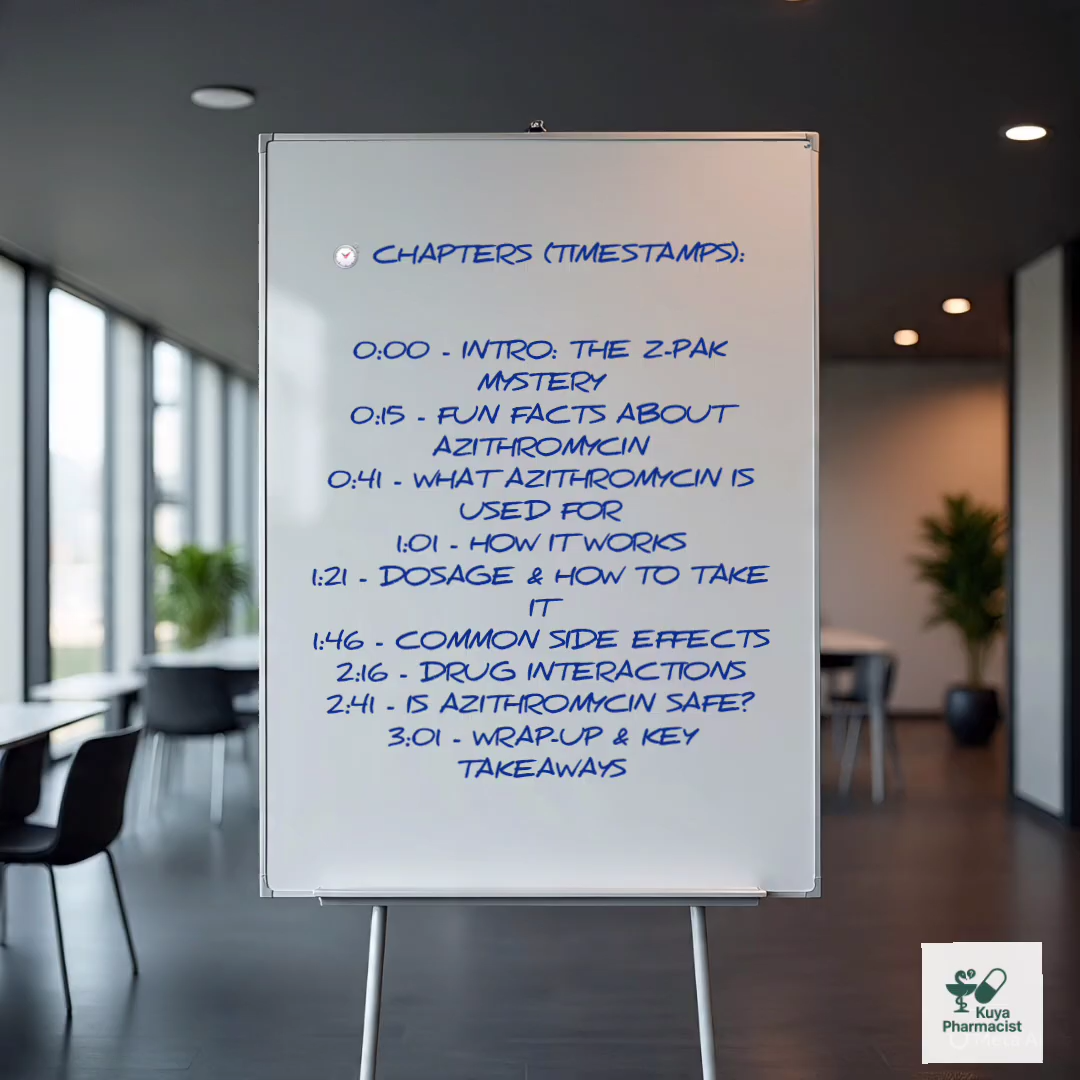 CHAPTERS (TIMESTAMPS):
0:00 - INTRO: THE Z-PAK
MYSTERY
0:15 - FUN FACTS ABOUT
AZITHROMYCIN
0:41 - WHAT AZITHROMYCIN IS
USED FOR
1:01 - HOW IT WORKS
1:21 - DOSAGE & HOW TO TAKE
IT
1:46 - COMMON SIDE EFFECTS
2:16 - DRUG INTERACTIONS
2:41 - IS AZITHROMYCIN SAFE?
3:01 - WRAP-UP & KEY
TAKEAWAYS
Kuya
Pharmacist
Meta AI